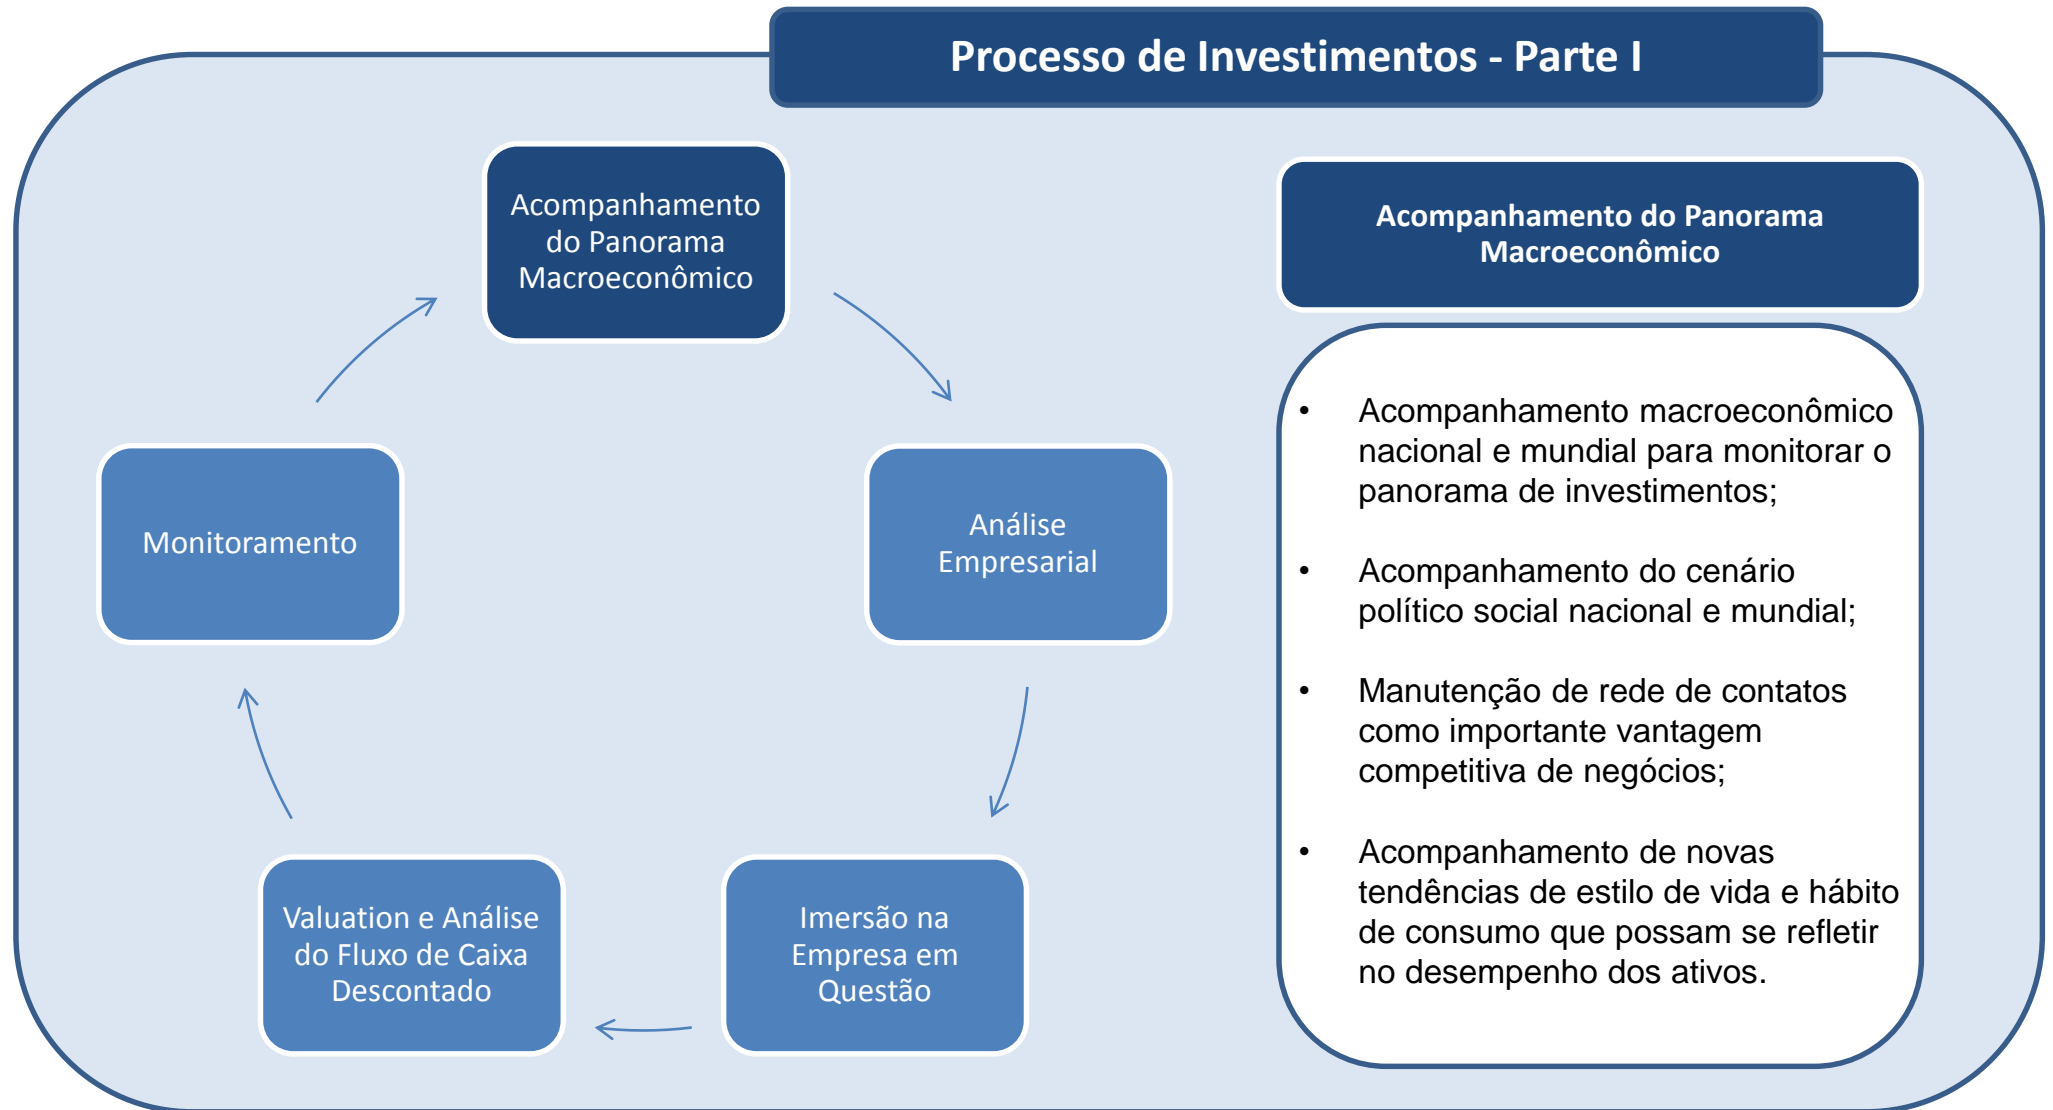 Processo de Investimentos - Parte I
Acompanhamento
do Panorama
Macroeconômico
Análise
Empresarial
Imersão na
Empresa em
Questão
Valuation e Análise
do Fluxo de Caixa
Descontado
Monitoramento
Acompanhamento do Panorama
Macroeconômico
• Acompanhamento macroeconômico
nacional e mundial para monitorar o
panorama de investimentos;
• Acompanhamento do cenário
político social nacional e mundial;
• Manutenção de rede de contatos
como importante vantagem
competitiva de negócios;
• Acompanhamento de novas
tendências de estilo de vida e hábito
de consumo que possam se refletir
no desempenho dos ativos.